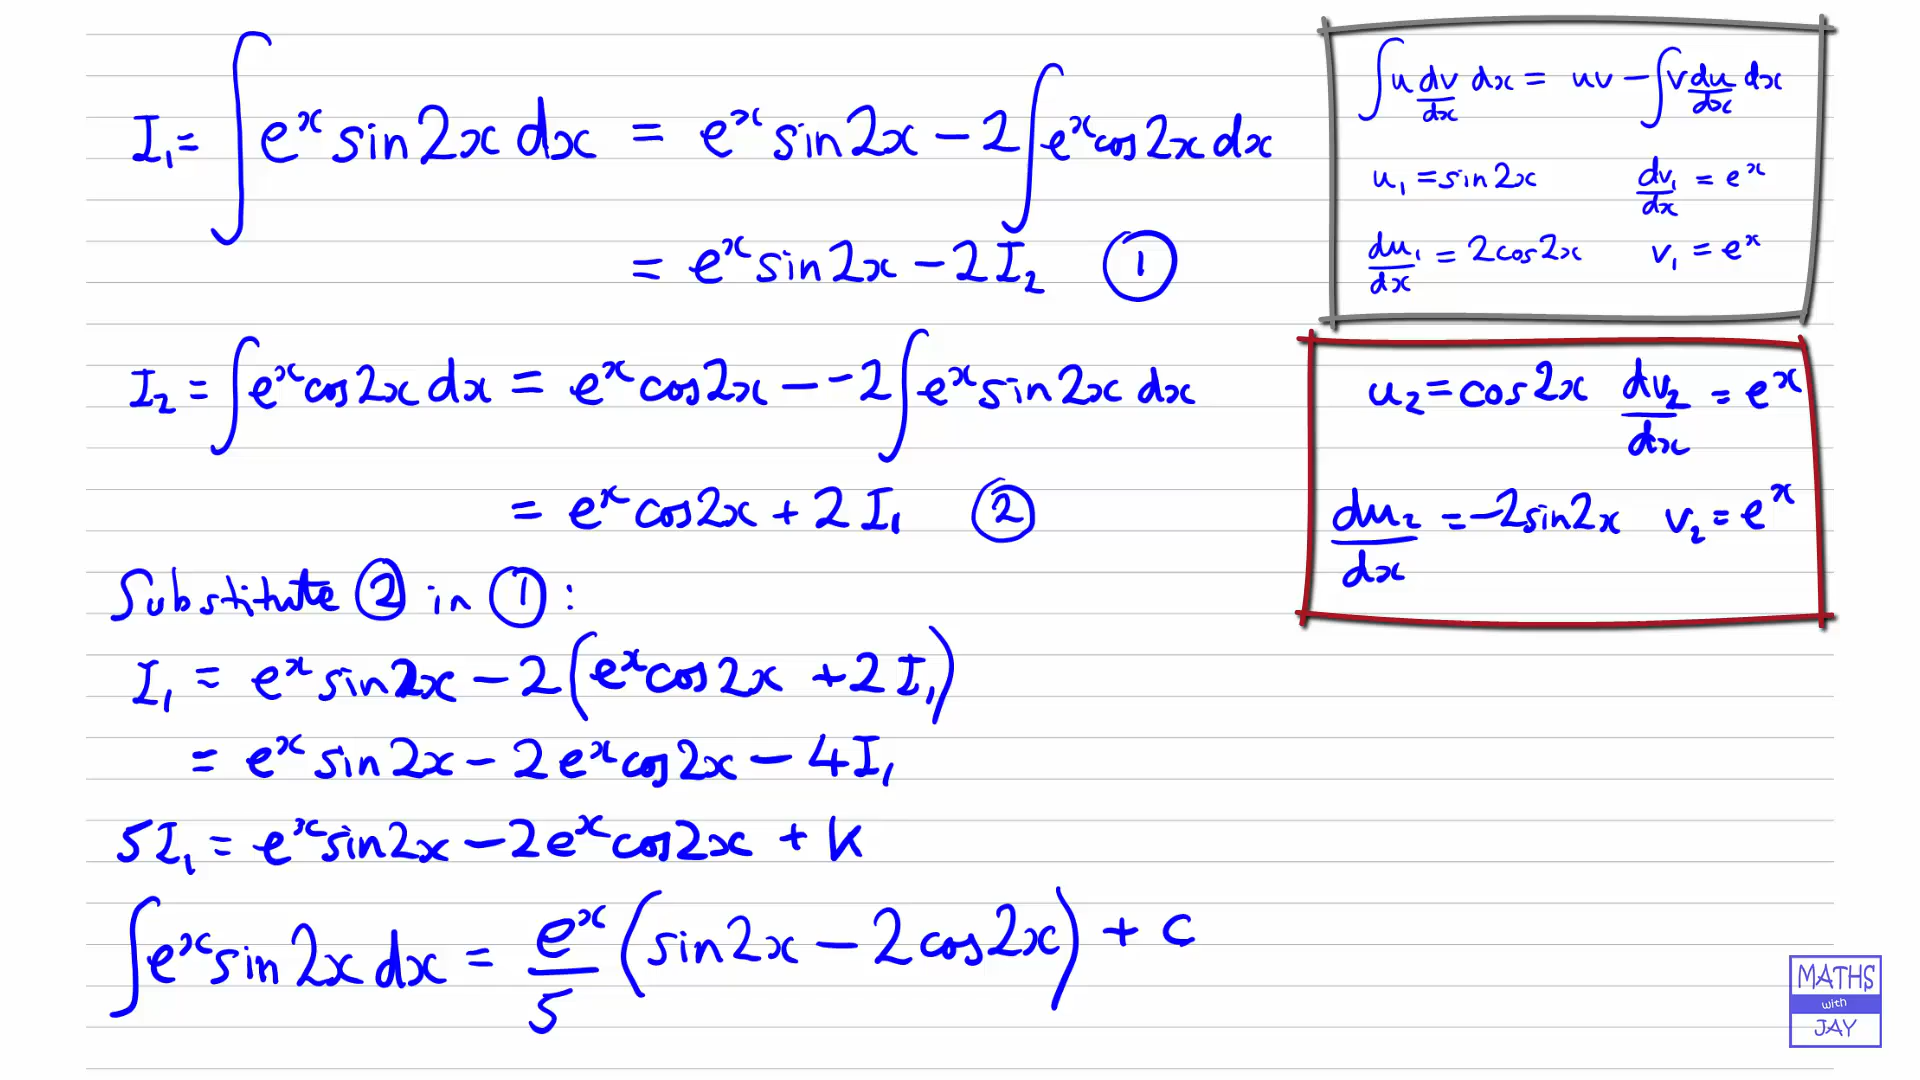 I₁ = ∫ eˣ sin2x dx = eˣ sin2x − 2 ∫ eˣ cos2x dx
= eˣ sin2x − 2I₂ ①
I₂ = ∫ eˣ cos2x dx = eˣ cos2x − −2 ∫ eˣ sin2x dx
= eˣ cos2x + 2I₁ ②
Substitute ② in ① :
I₁ = eˣ sin2x − 2(eˣ cos2x + 2I₁)
= eˣ sin2x − 2eˣ cos2x − 4I₁
5I₁ = eˣ sin2x − 2eˣ cos2x + k
∫ eˣ sin2x dx = eˣ/5 (sin2x − 2cos2x) + c
∫ u dv/dx dx = uv − ∫ v du/dx dx
u₁ = sin2x dv₁/dx = eˣ
du₁/dx = 2cos2x v₁ = eˣ
u₂ = cos2x dv₂/dx = eˣ
du₂/dx = −2sin2x v₂ = eˣ
MATHS
with
JAY